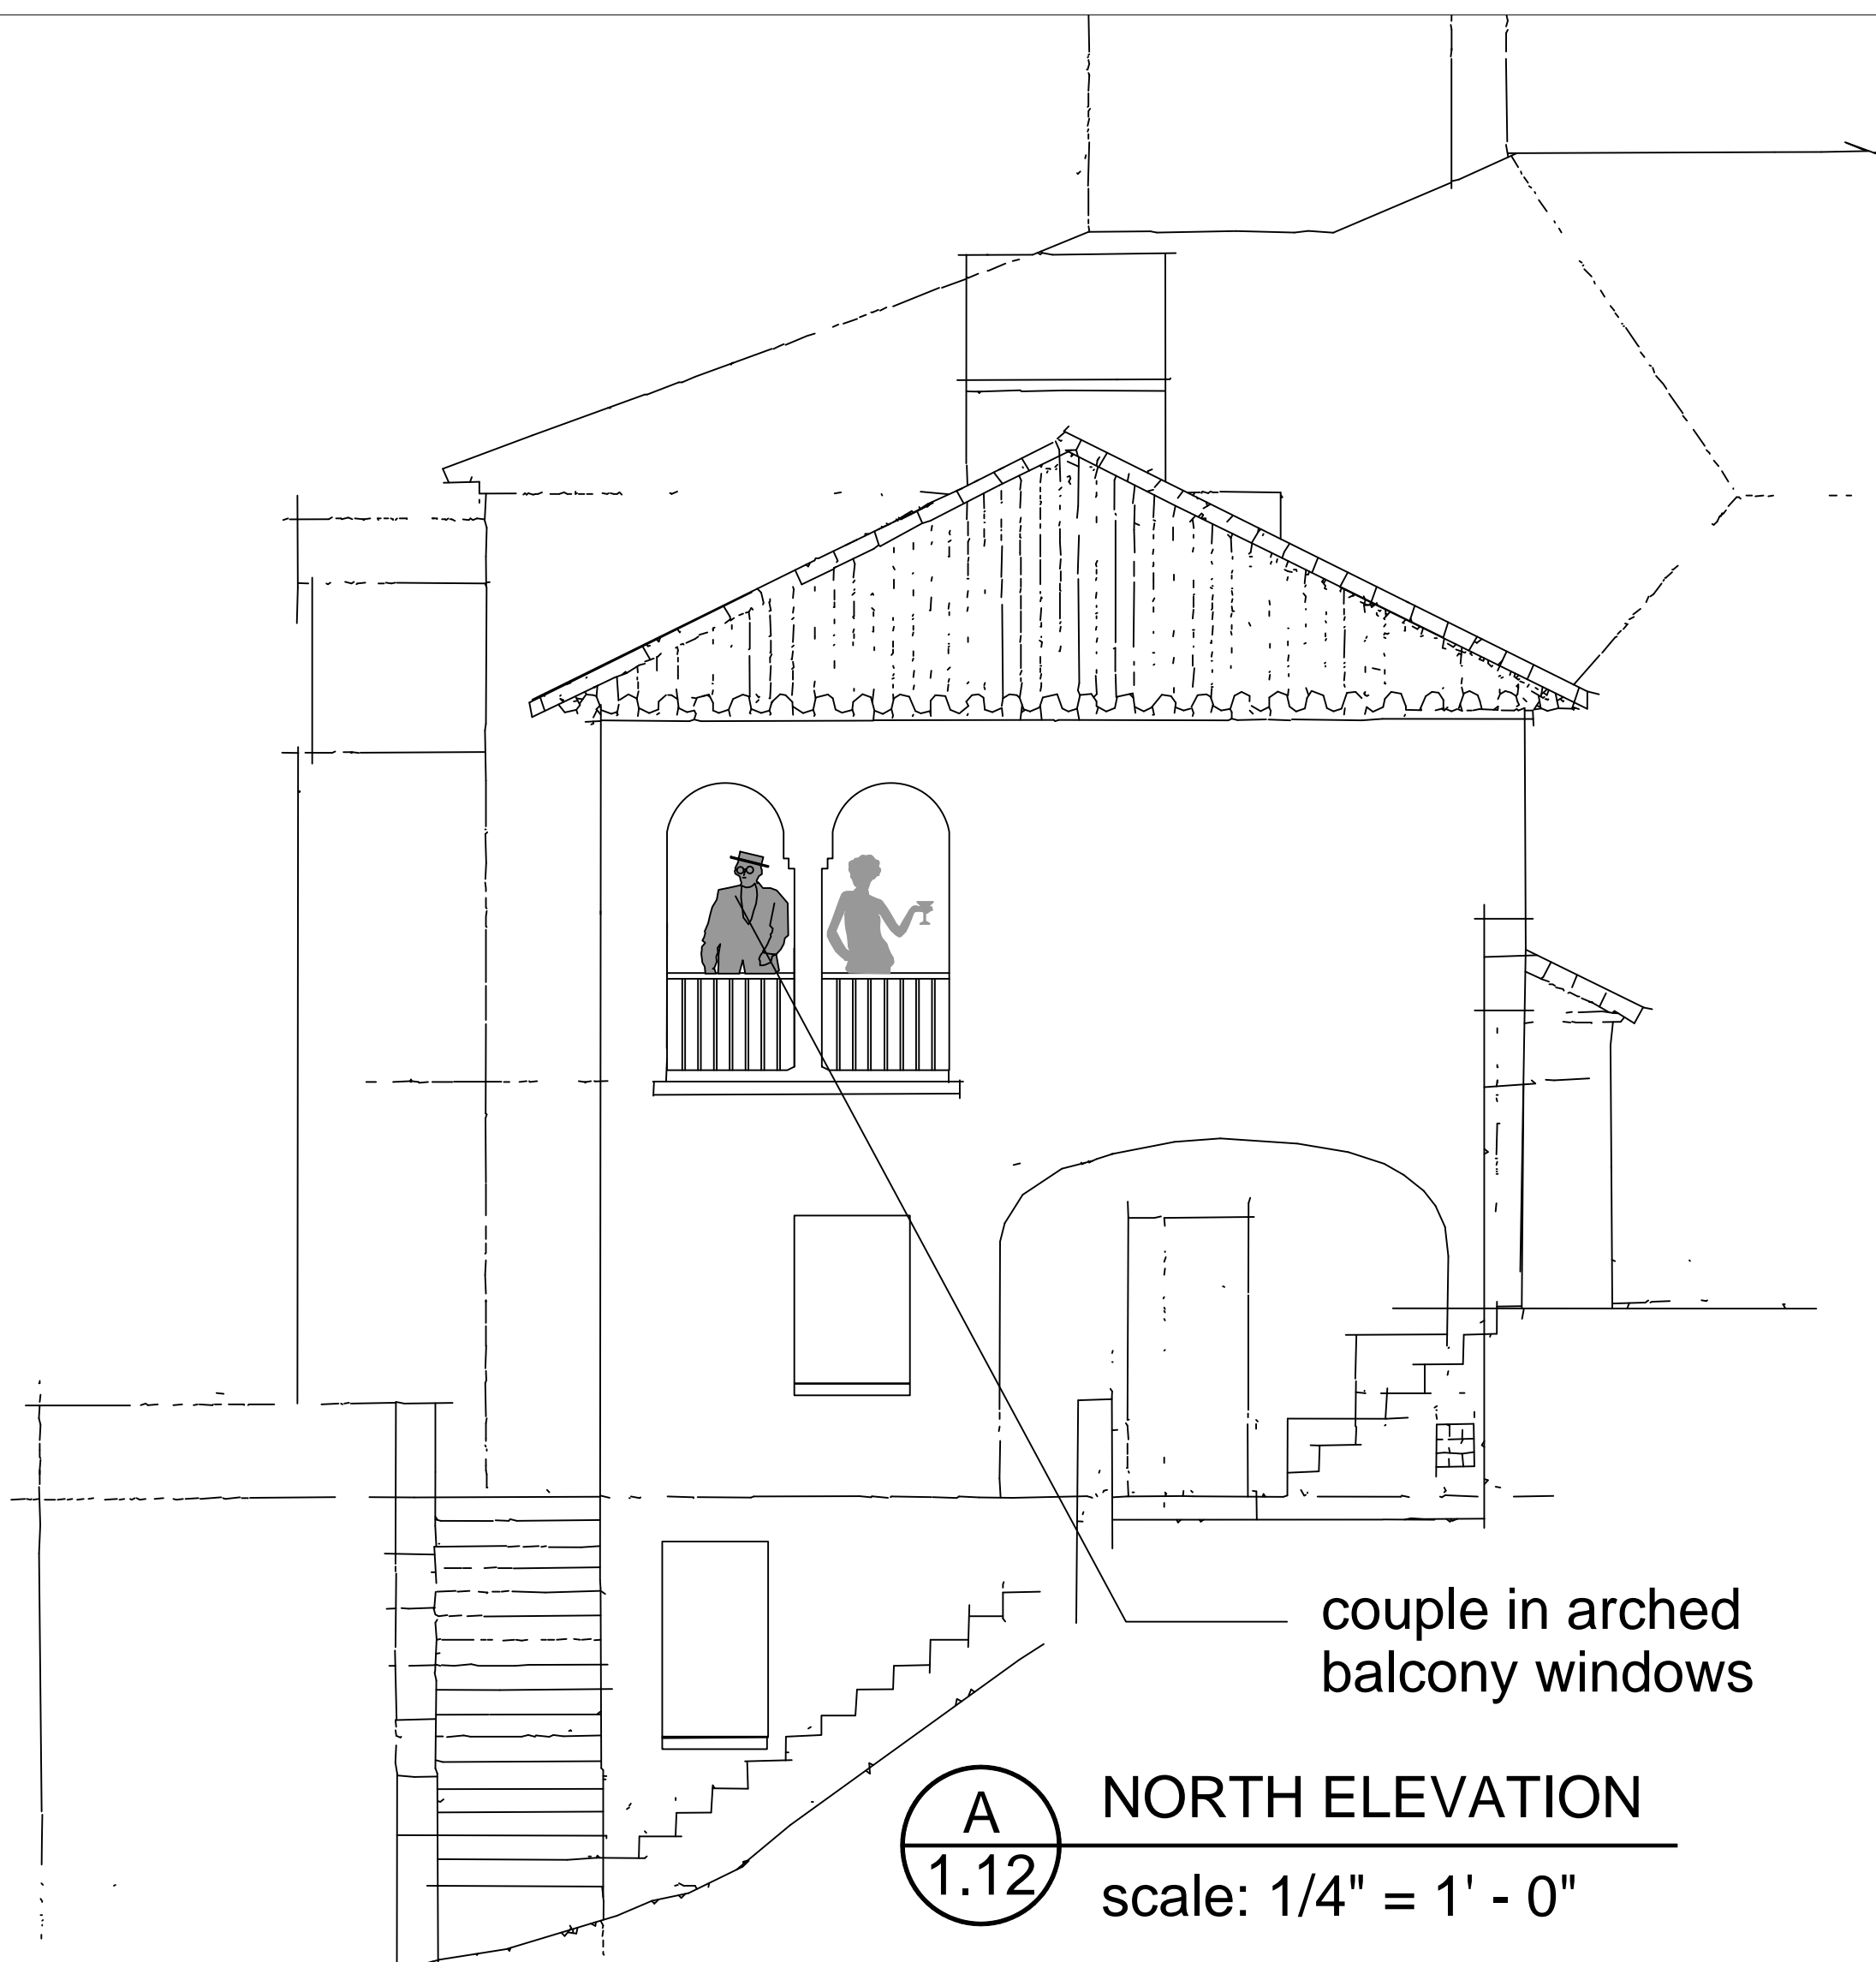 couple in arched
balcony windows
A
1.12
NORTH ELEVATION
scale: 1/4" = 1' - 0"